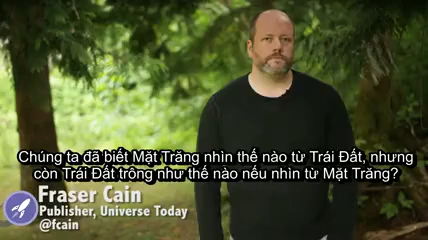 Chúng ta đã biết Mặt Trăng nhìn thế nào từ Trái Đất, nhưng
còn Trái Đất trông như thế nào nếu nhìn từ Mặt Trăng?
Fraser Cain
Publisher, Universe Today
@fcain